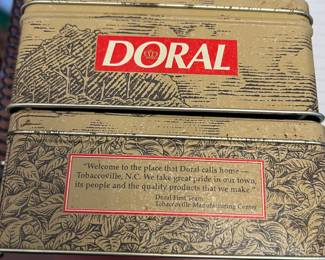 DORAL
"Welcome to the place that Doral calls home —
Tobaccoville, N.C. We take great pride in our town,
its people and the quality products that we make."
Doral First Team
Tobaccoville Manufacturing Center